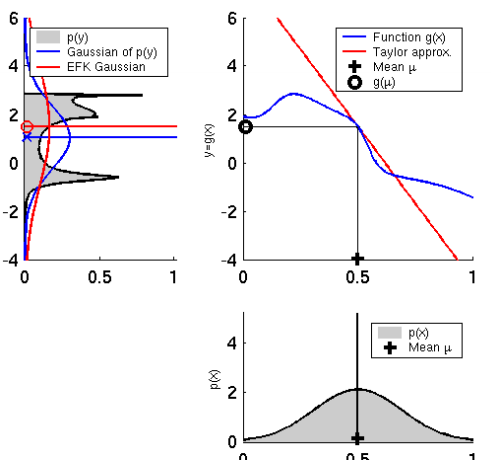 6
4
2
0
-2
-4
0
0.5
1
p(y)
Gaussian of p(y)
EFK Gaussian
6
4
2
0
-2
-4
0
0.5
1
y=g(x)
Function g(x)
Taylor approx.
Mean μ
g(μ)
4
2
0
0
0.5
1
p(x)
p(x)
Mean μ